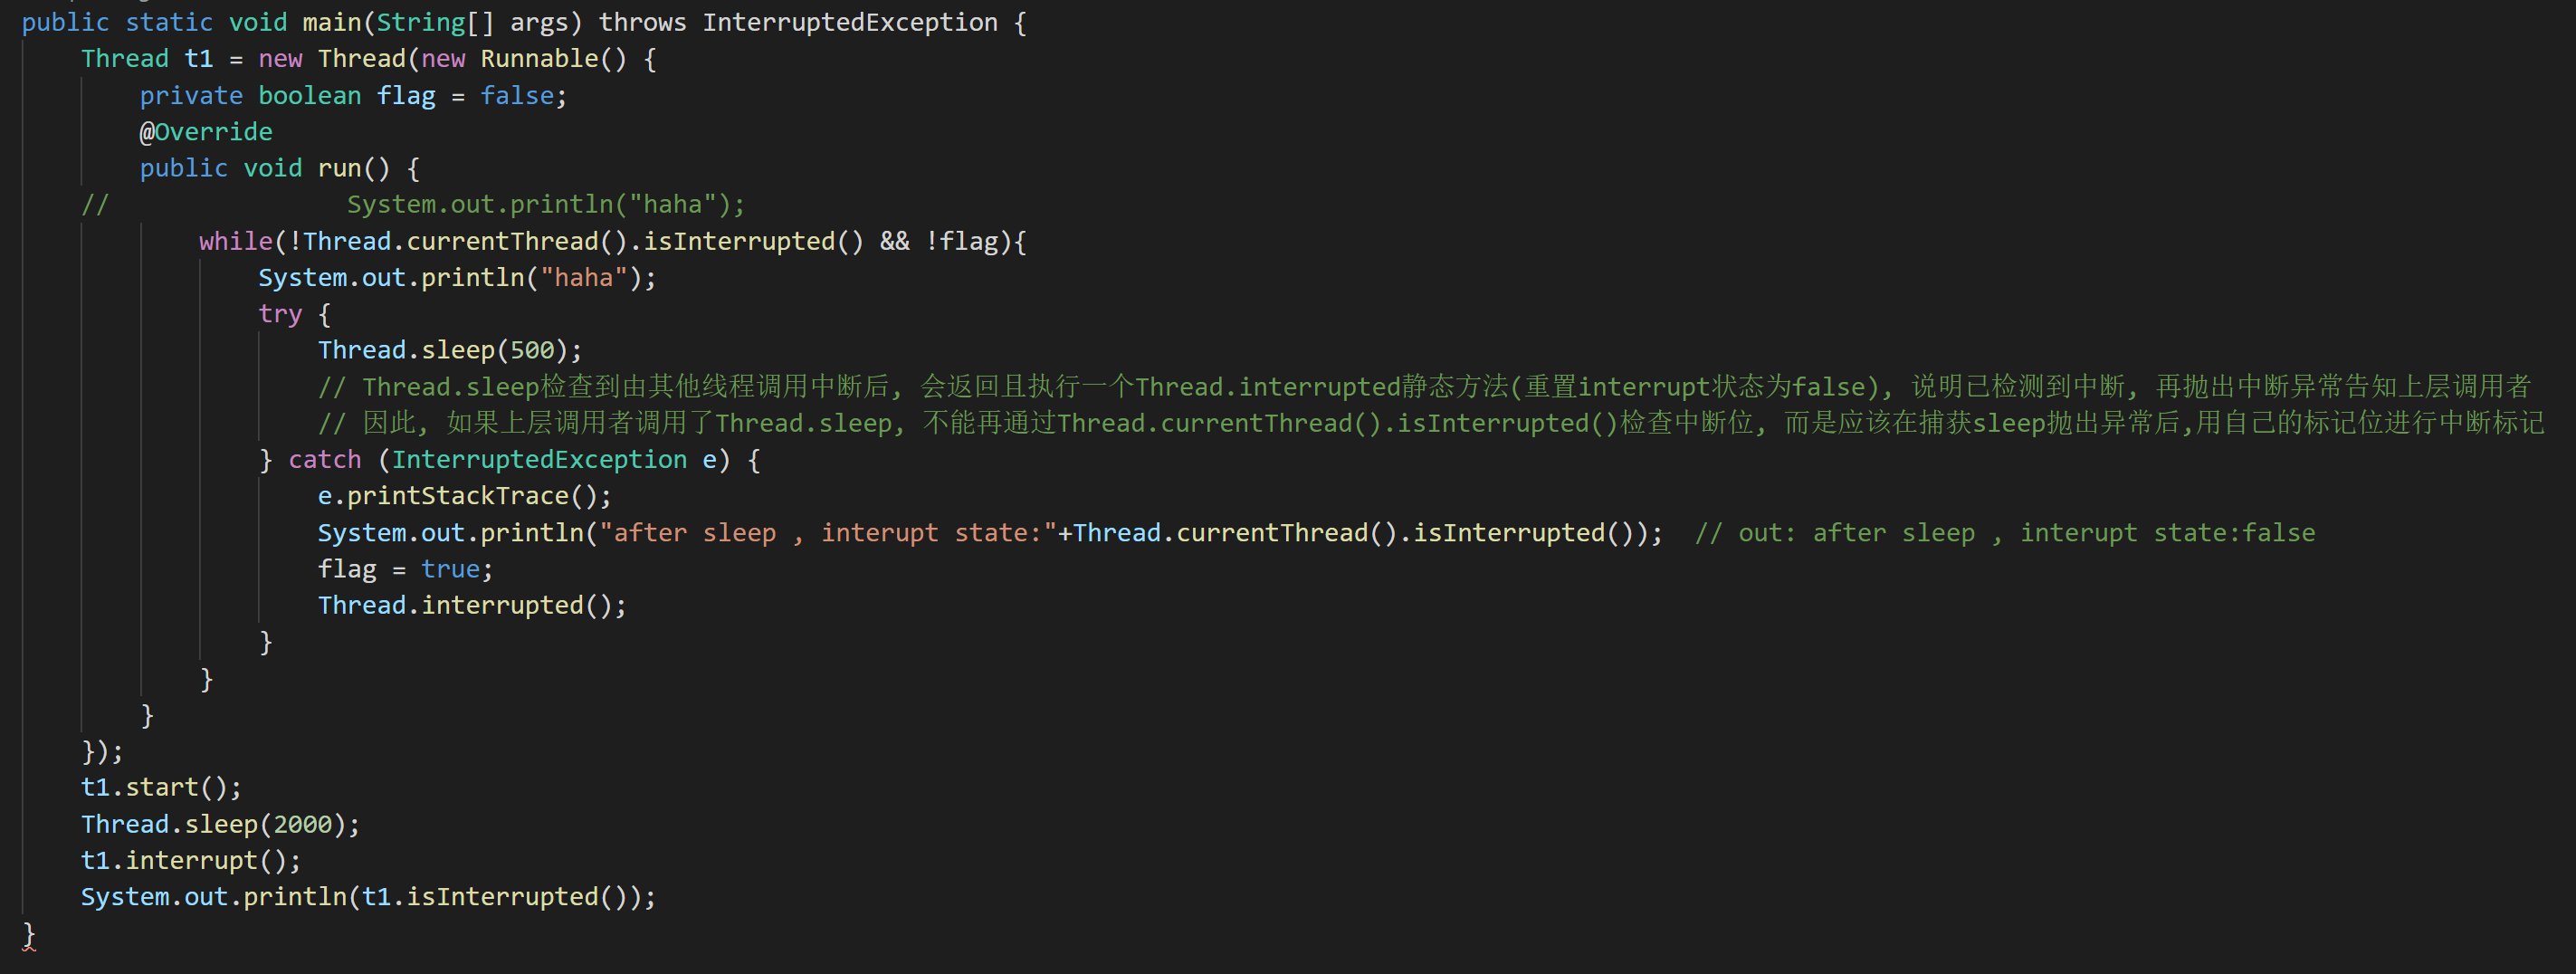 public static void main(String[] args) throws InterruptedException {
Thread t1 = new Thread(new Runnable() {
private boolean flag = false;
@Override
public void run() {
// System.out.println("haha");
while(!Thread.currentThread().isInterrupted() && !flag){
System.out.println("haha");
try {
Thread.sleep(500);
// Thread.sleep检查到由其他线程调用中断后, 会返回且执行一个Thread.interrupted静态方法(重置interrupt状态为false), 说明已检测到中断, 再抛出中断异常告知上层调用者
// 因此, 如果上层调用者调用了Thread.sleep, 不能再通过Thread.currentThread().isInterrupted()检查中断位, 而是应该在捕获sleep抛出异常后,用自己的标记位进行中断标记
} catch (InterruptedException e) {
e.printStackTrace();
System.out.println("after sleep , interupt state:"+Thread.currentThread().isInterrupted()); // out: after sleep , interupt state:false
flag = true;
Thread.interrupted();
}
}
}
});
t1.start();
Thread.sleep(2000);
t1.interrupt();
System.out.println(t1.isInterrupted());
}